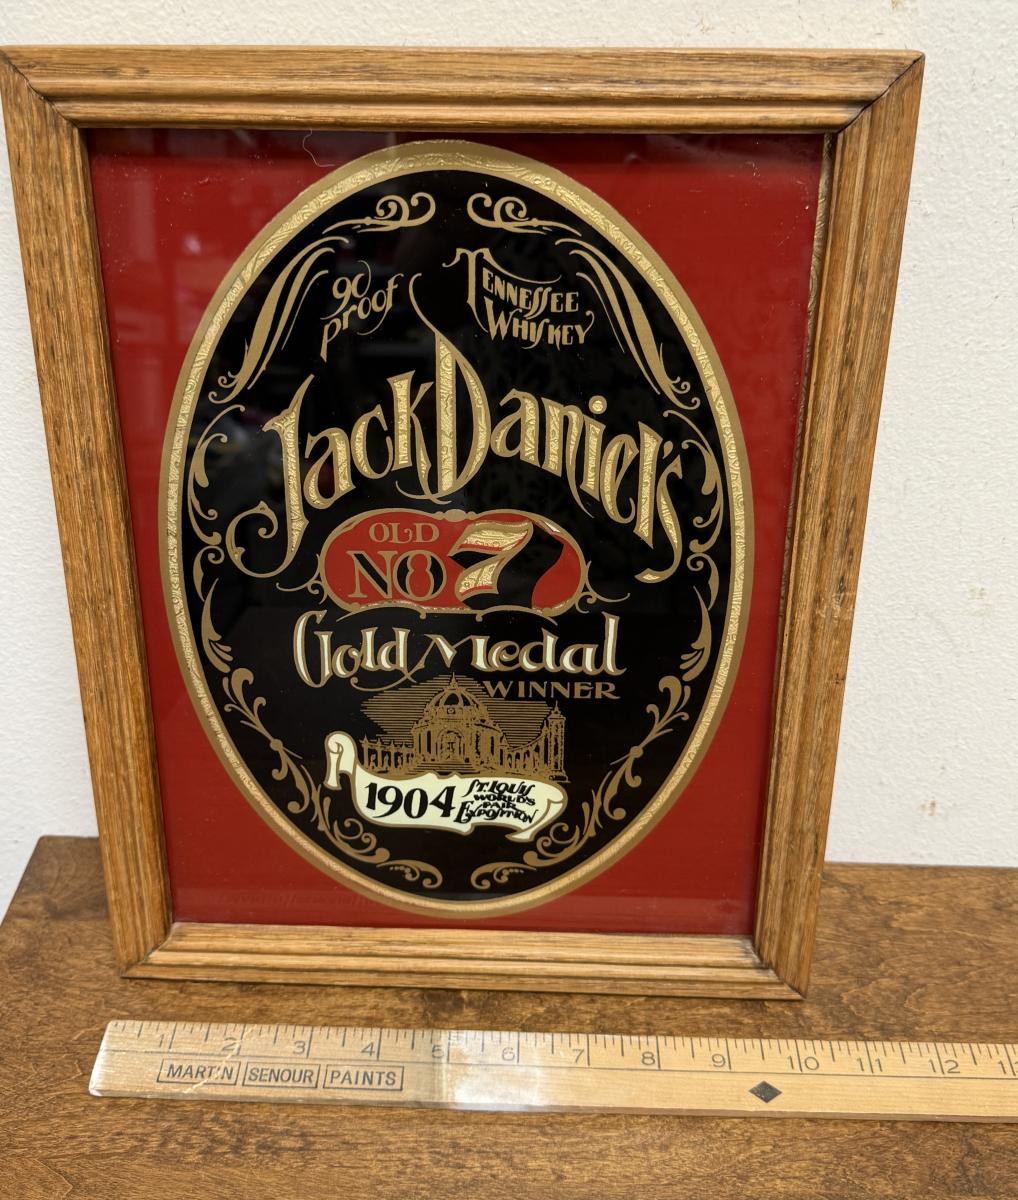 90 proof
Tennessee Whiskey
Jack Daniel's
OLD
No 7
Gold Medal
WINNER
1904 St. Louis World's Fair Exposition
1 2 3 4 5 6 7 8 9 10 11 12
MARTIN SENOUR PAINTS